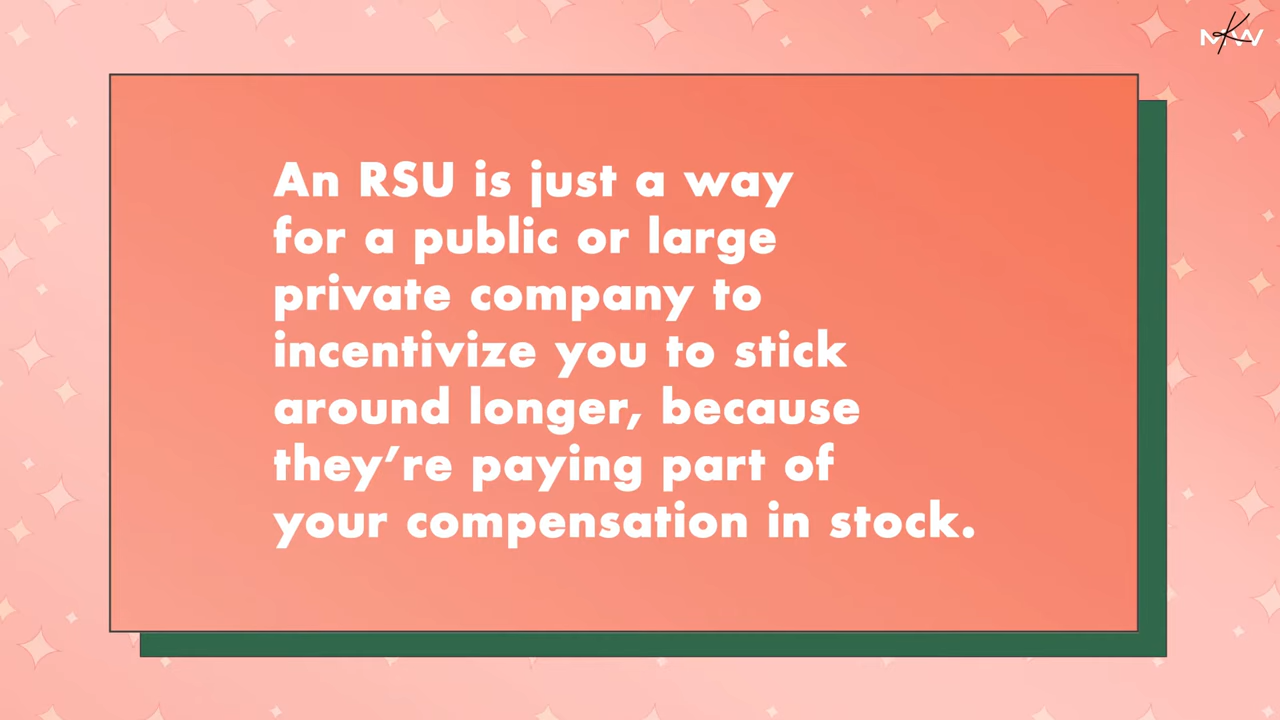 MKW
An RSU is just a way
for a public or large
private company to
incentivize you to stick
around longer, because
they’re paying part of
your compensation in stock.